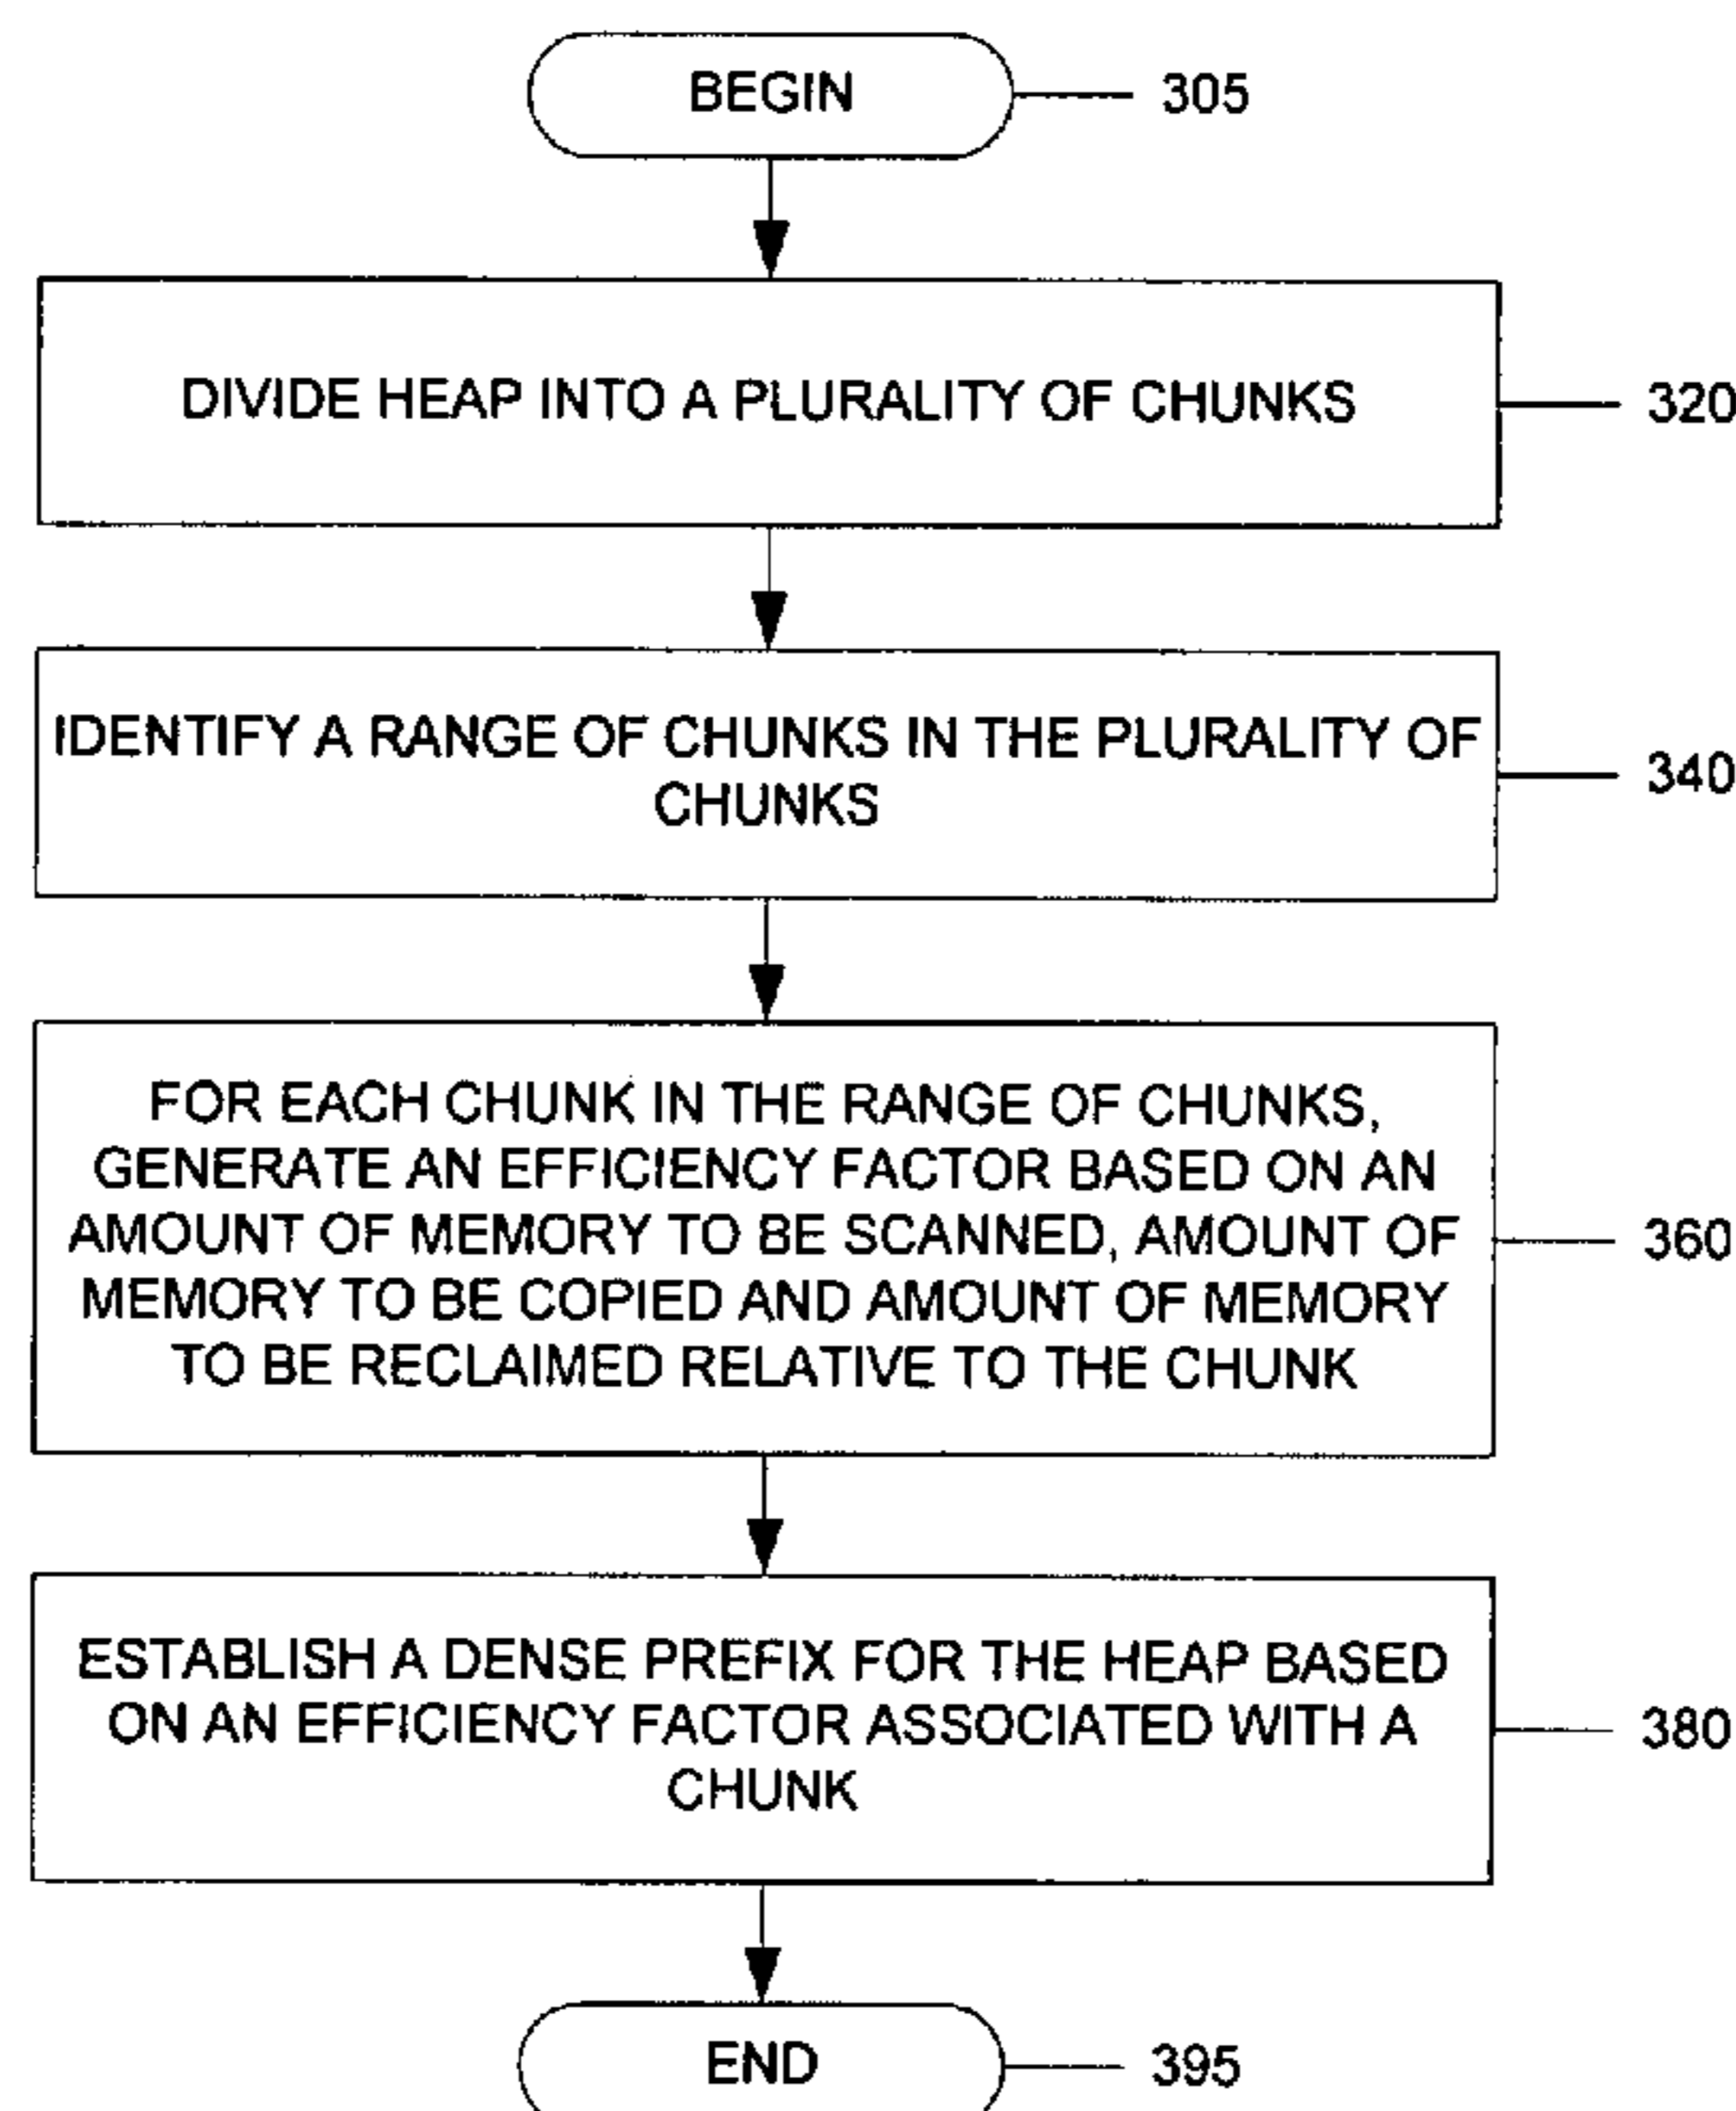 BEGIN
305
DIVIDE HEAP INTO A PLURALITY OF CHUNKS
320
IDENTIFY A RANGE OF CHUNKS IN THE PLURALITY OF
CHUNKS
340
FOR EACH CHUNK IN THE RANGE OF CHUNKS,
GENERATE AN EFFICIENCY FACTOR BASED ON AN
AMOUNT OF MEMORY TO BE SCANNED, AMOUNT OF
MEMORY TO BE COPIED AND AMOUNT OF MEMORY
TO BE RECLAIMED RELATIVE TO THE CHUNK
360
ESTABLISH A DENSE PREFIX FOR THE HEAP BASED
ON AN EFFICIENCY FACTOR ASSOCIATED WITH A
CHUNK
380
END
395